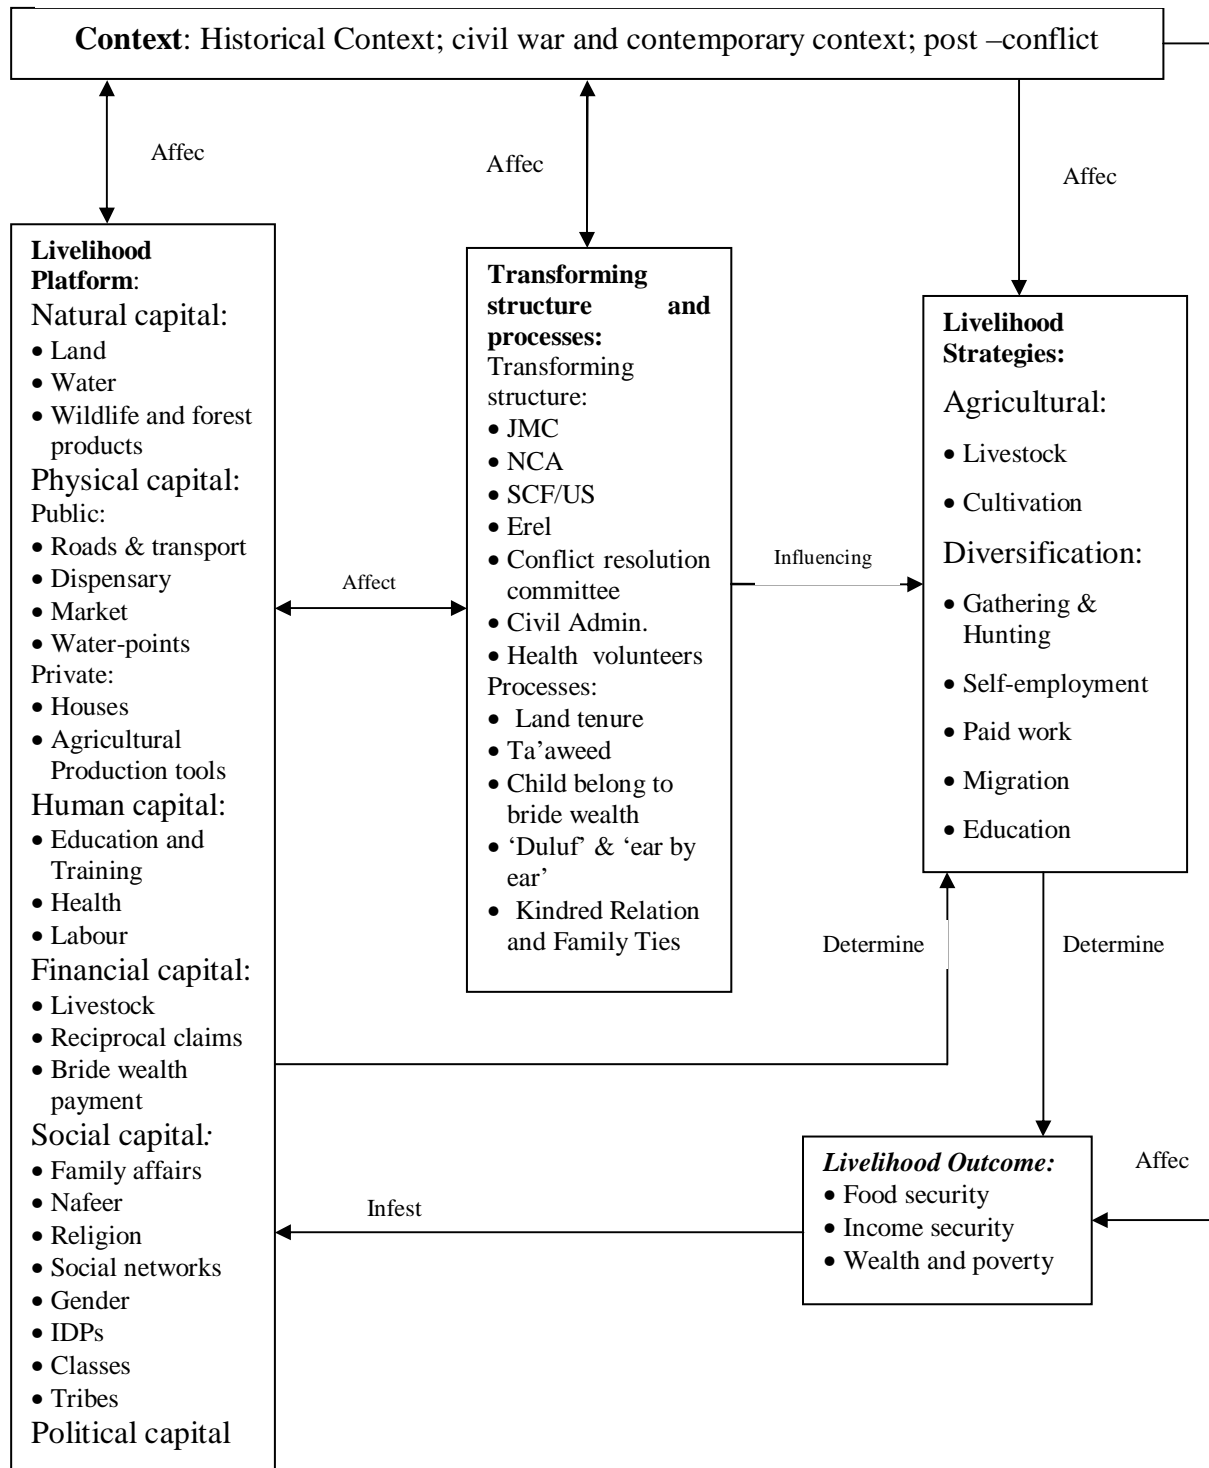 Context: Historical Context; civil war and contemporary context; post –conflict
Affec
Affec
Affec
Livelihood
Platform:
Natural capital:
• Land
• Water
• Wildlife and forest
products
Physical capital:
Public:
• Roads & transport
• Dispensary
• Market
• Water-points
Private:
• Houses
• Agricultural
Production tools
Human capital:
• Education and
Training
• Health
• Labour
Financial capital:
• Livestock
• Reciprocal claims
• Bride wealth
payment
Social capital:
• Family affairs
• Nafeer
• Religion
• Social networks
• Gender
• IDPs
• Classes
• Tribes
Political capital
Affect
Transforming
structure and
processes:
Transforming
structure:
• JMC
• NCA
• SCF/US
• Erel
• Conflict resolution
committee
• Civil Admin.
• Health volunteers
Processes:
• Land tenure
• Ta’aweed
• Child belong to
bride wealth
• ‘Duluf’ & ‘ear by
ear’
• Kindred Relation
and Family Ties
Influencing
Livelihood
Strategies:
Agricultural:
• Livestock
• Cultivation
Diversification:
• Gathering &
Hunting
• Self-employment
• Paid work
• Migration
• Education
Determine
Determine
Livelihood Outcome:
• Food security
• Income security
• Wealth and poverty
Affec
Infest